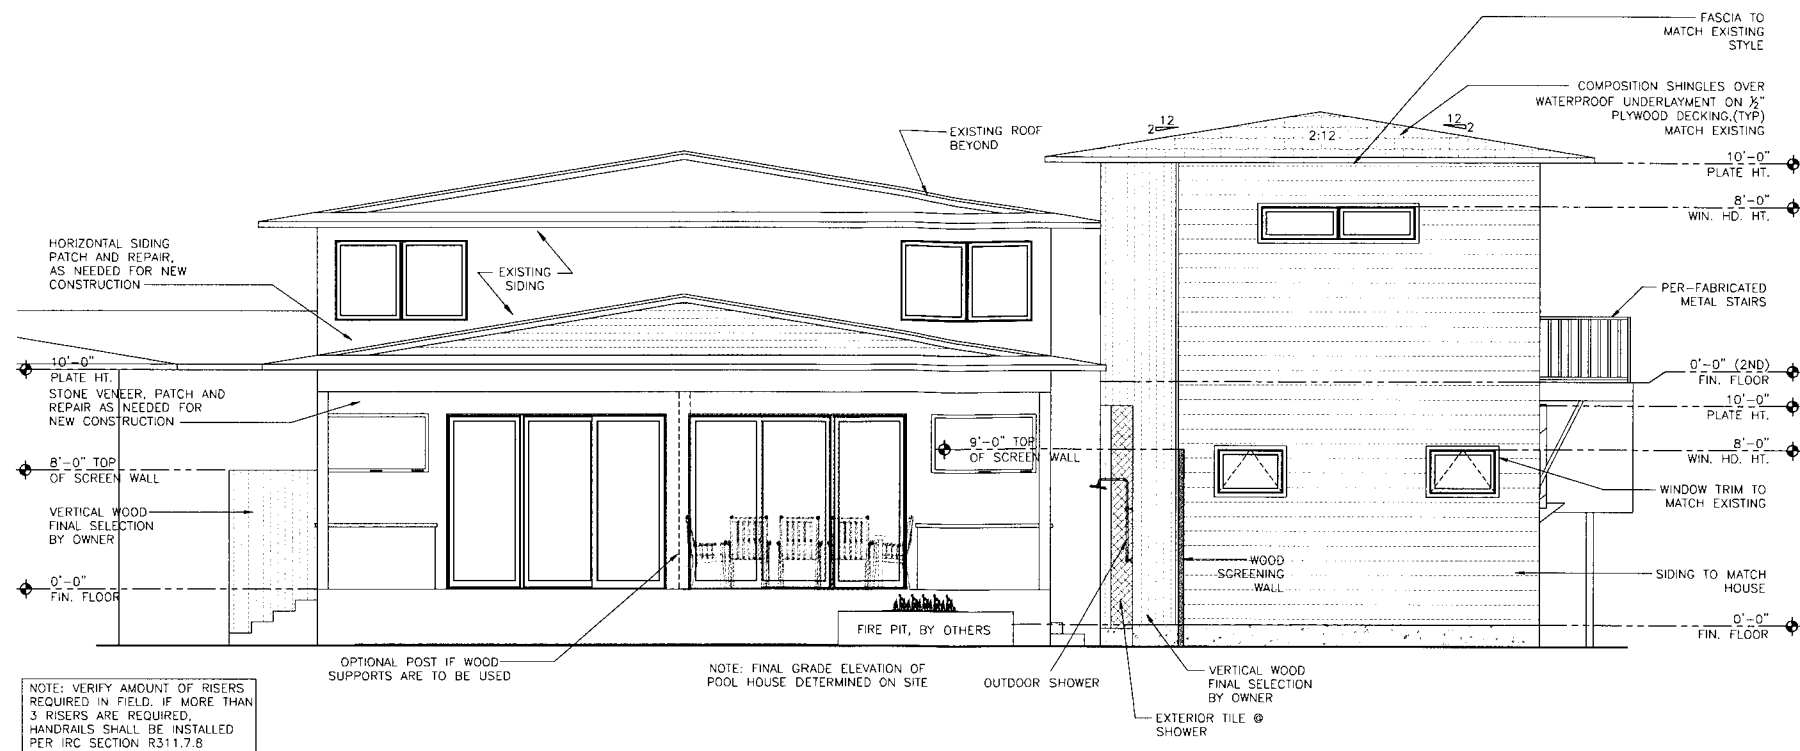 FASCIA TO
MATCH EXISTING
STYLE
COMPOSITION SHINGLES OVER
WATERPROOF UNDERLAYMENT ON ½"
PLYWOOD DECKING,(TYP)
MATCH EXISTING
12
2
2:12
12
2
EXISTING ROOF
BEYOND
10'-0"
PLATE HT.
8'-0"
WIN. HD. HT.
HORIZONTAL SIDING
PATCH AND REPAIR,
AS NEEDED FOR NEW
CONSTRUCTION
EXISTING
SIDING
PER-FABRICATED
METAL STAIRS
10'-0"
PLATE HT.
STONE VENEER, PATCH AND
REPAIR AS NEEDED FOR
NEW CONSTRUCTION
0'-0" (2ND)
FIN. FLOOR
10'-0"
PLATE HT.
8'-0"
WIN. HD. HT.
9'-0" TOP
OF SCREEN WALL
8'-0" TOP
OF SCREEN WALL
WINDOW TRIM TO
MATCH EXISTING
VERTICAL WOOD
FINAL SELECTION
BY OWNER
WOOD
SCREENING
WALL
SIDING TO MATCH
HOUSE
0'-0"
FIN. FLOOR
0'-0"
FIN. FLOOR
FIRE PIT, BY OTHERS
OPTIONAL POST IF WOOD
SUPPORTS ARE TO BE USED
NOTE: FINAL GRADE ELEVATION OF
POOL HOUSE DETERMINED ON SITE
OUTDOOR SHOWER
VERTICAL WOOD
FINAL SELECTION
BY OWNER
EXTERIOR TILE @
SHOWER
NOTE: VERIFY AMOUNT OF RISERS
REQUIRED IN FIELD. IF MORE THAN
3 RISERS ARE REQUIRED,
HANDRAILS SHALL BE INSTALLED
PER IRC SECTION R311.7.8